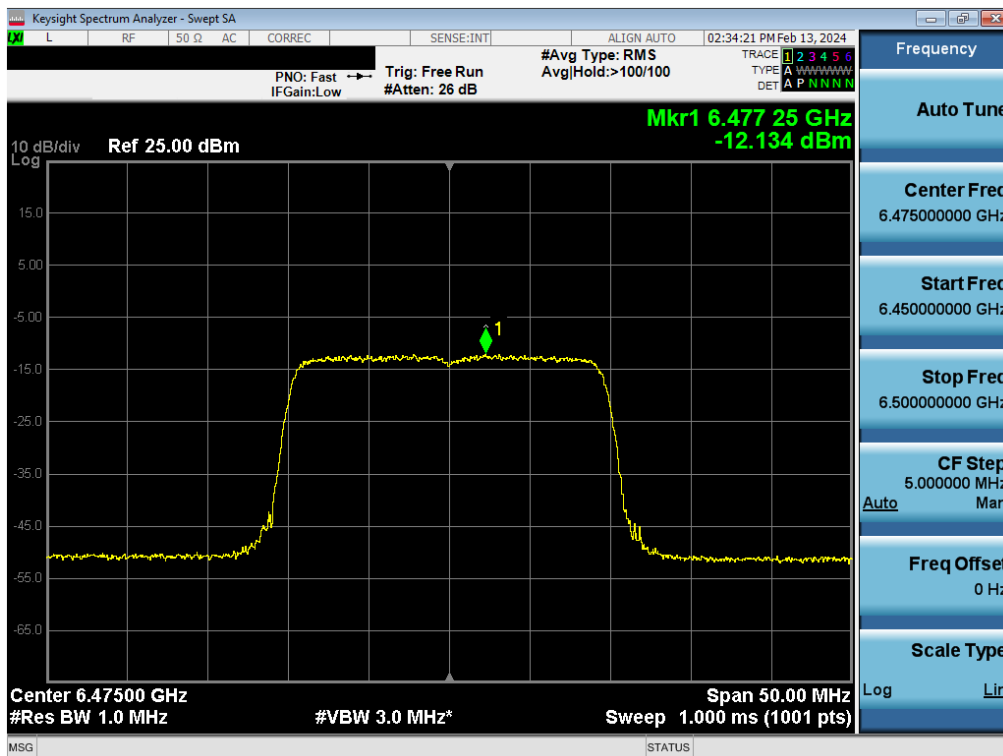 Keysight Spectrum Analyzer - Swept SA
LXI L RF 50 Ω AC CORREC SENSE:INT ALIGN AUTO 02:34:21 PM Feb 13, 2024
PNO: Fast
IFGain:Low
Trig: Free Run
#Atten: 26 dB
#Avg Type: RMS
Avg|Hold:>100/100
TRACE 1 2 3 4 5 6
TYPE A WWWWW
DET A P N N N N
Mkr1 6.477 25 GHz
-12.134 dBm
10 dB/div Ref 25.00 dBm
Log
15.0
5.00
-5.00
-15.0
-25.0
-35.0
-45.0
-55.0
-65.0
1
Center 6.47500 GHz Span 50.00 MHz
#Res BW 1.0 MHz #VBW 3.0 MHz* Sweep 1.000 ms (1001 pts)
MSG STATUS
Frequency
Auto Tune
Center Freq
6.475000000 GHz
Start Freq
6.450000000 GHz
Stop Freq
6.500000000 GHz
CF Step
5.000000 MHz
Auto Man
Freq Offset
0 Hz
Scale Type
Log Lin